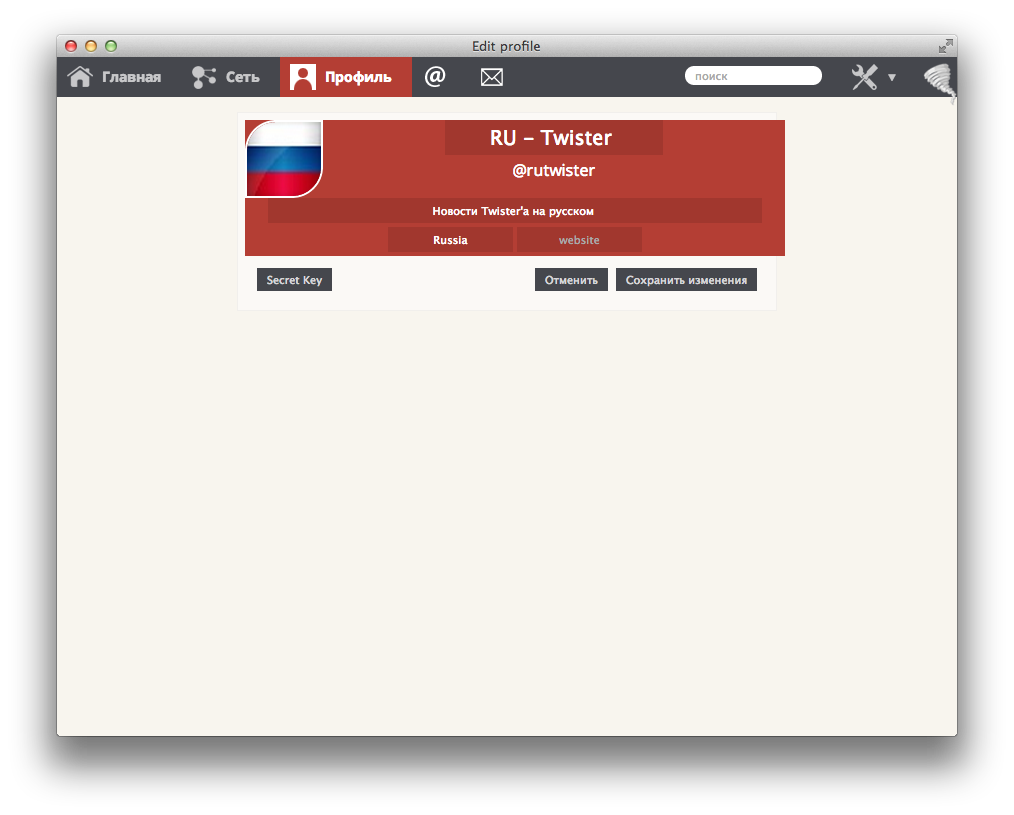 Edit profile
Главная Сеть Профиль @ поиск
RU – Twister
@rutwister
Новости Twister'а на русском
Russia website
Secret Key Отменить Сохранить изменения